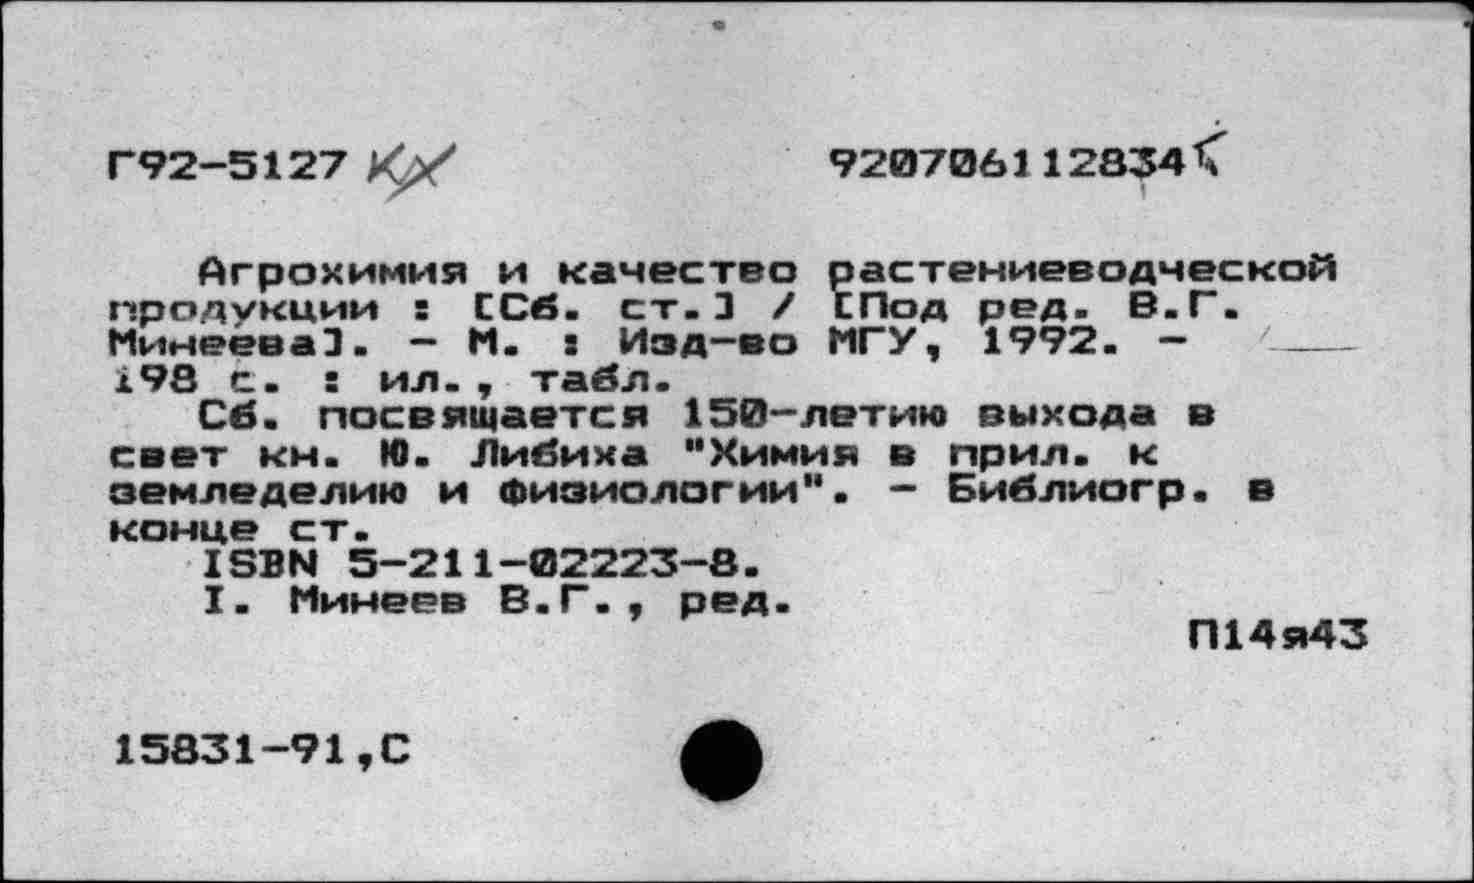 Г92-5127 КХ 920706112834
Агрохимия и качество растениеводческой
продукции : [Сб. ст.] / [Под ред. В.Г.
Минеева]. - М. : Изд-во МГУ, 1992. -
198 с. : ил., табл.
Сб. посвящается 150-летию выхода в
свет кн. Ю. Либиха "Химия в прил. к
земледелию и физиологии". - Библиогр. в
конце ст.
ISBN 5-211-02223-8.
I. Минеев В.Г., ред.
П14я43
15831-91,С